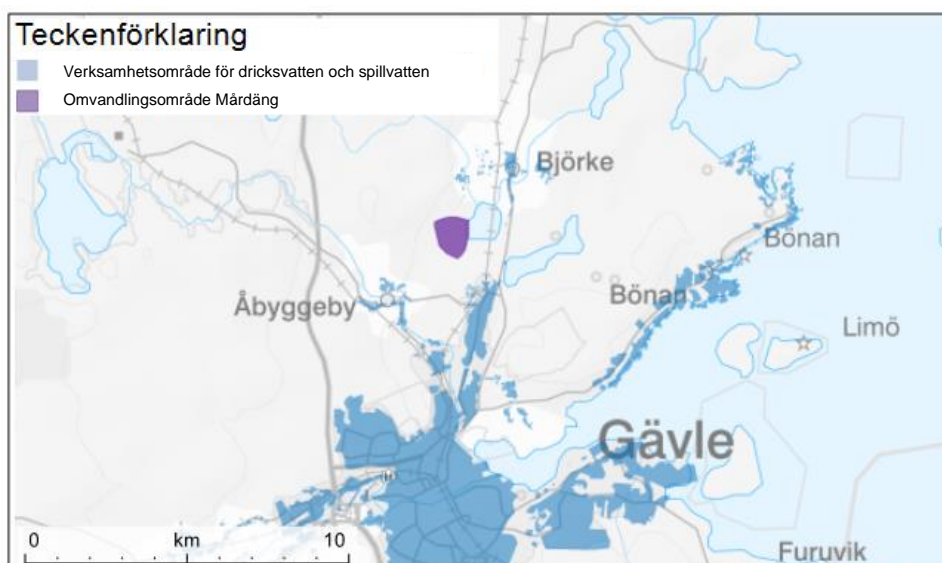 Teckenförklaring
Verksamhetsområde för dricksvatten och spillvatten
Omvandlingsområde Mårdäng
Björke
Bönan
Åbyggeby
Bönan
Limö
Gävle
0 km 10
Furuvik